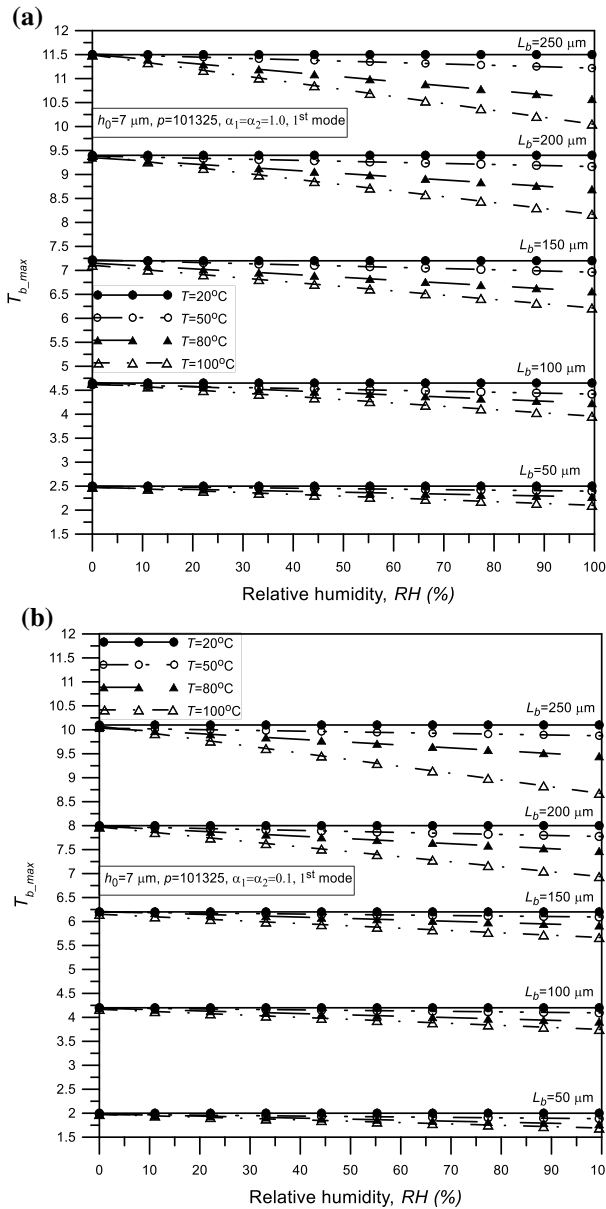 (a)
12
11.5
11
10.5
10
9.5
9
8.5
8
7.5
7
6.5
6
5.5
5
4.5
4
3.5
3
2.5
2
1.5
T_b_max
L_b=250 μm
h_0=7 μm, p=101325, α_1=α_2=1.0, 1^st mode
L_b=200 μm
L_b=150 μm
T=20°C
T=50°C
T=80°C
T=100°C
L_b=100 μm
L_b=50 μm
0 10 20 30 40 50 60 70 80 90 100
Relative humidity, RH (%)
(b)
12
11.5
11
10.5
10
9.5
9
8.5
8
7.5
7
6.5
6
5.5
5
4.5
4
3.5
3
2.5
2
1.5
T_b_max
T=20°C
T=50°C
T=80°C
T=100°C
L_b=250 μm
L_b=200 μm
h_0=7 μm, p=101325, α_1=α_2=0.1, 1^st mode
L_b=150 μm
L_b=100 μm
L_b=50 μm
0 10 20 30 40 50 60 70 80 90 100
Relative humidity, RH (%)